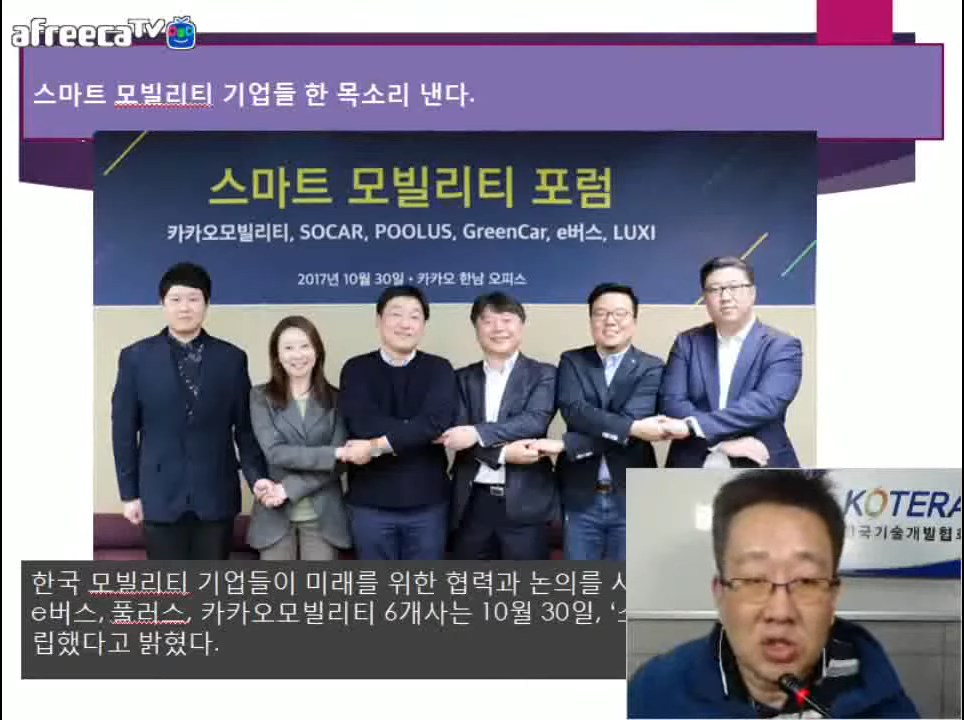 afreecaTV
스마트 모빌리티 기업들 한 목소리 낸다.
스마트 모빌리티 포럼
카카오모빌리티, SOCAR, POOLUS, GreenCar, e버스, LUXI
2017년 10월 30일 • 카카오 한남 오피스
한국 모빌리티 기업들이 미래를 위한 협력과 논의를
e버스, 풀러스, 카카오모빌리티 6개사는 10월 30일, ‘
립했다고 밝혔다.
KOTERA
한국기술개발협회